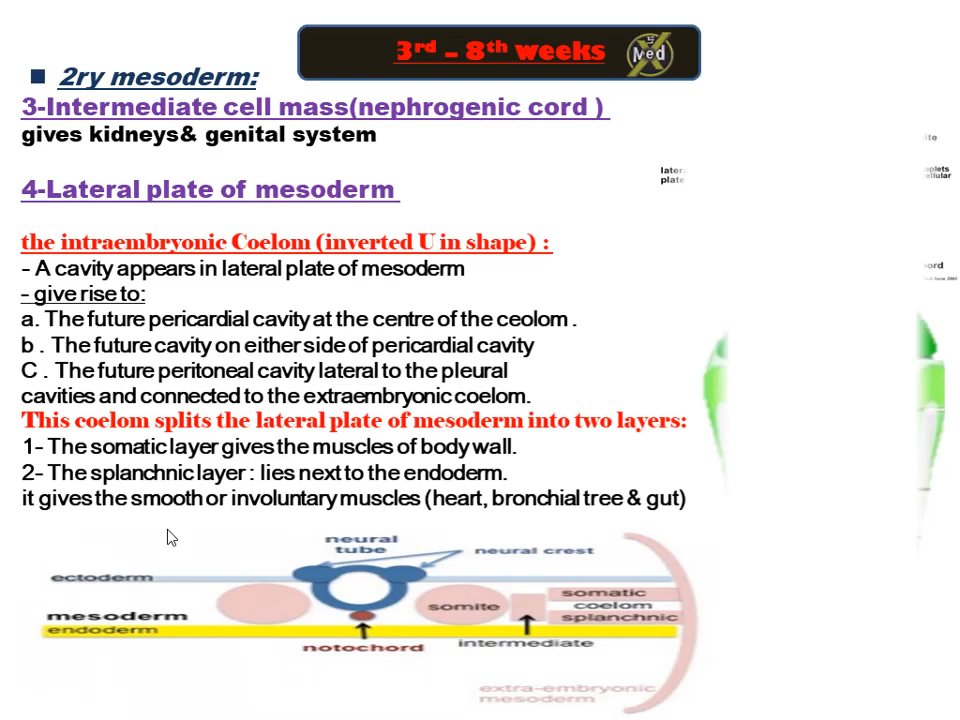 3rd – 8th weeks
Med
2ry mesoderm:
3-Intermediate cell mass(nephrogenic cord )
gives kidneys& genital system
4-Lateral plate of mesoderm
the intraembryonic Coelom (inverted U in shape) :
- A cavity appears in lateral plate of mesoderm
- give rise to:
a. The future pericardial cavity at the centre of the ceolom .
b . The future cavity on either side of pericardial cavity
C . The future peritoneal cavity lateral to the pleural
cavities and connected to the extraembryonic coelom.
This coelom splits the lateral plate of mesoderm into two layers:
1- The somatic layer gives the muscles of body wall.
2- The splanchnic layer : lies next to the endoderm.
it gives the smooth or involuntary muscles (heart, bronchial tree & gut)
neural
tube
neural crest
ectoderm
somatic
mesoderm
somite
coelom
splanchnic
endoderm
notochord
intermediate
extra-embryonic
mesoderm
plate